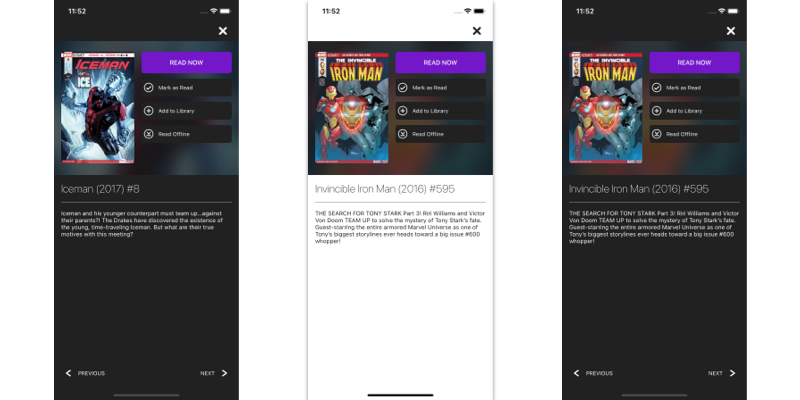 11:52
ICEMAN
READ NOW
Mark as Read
Add to Library
Read Offline
Iceman (2017) #8
Iceman and his younger counterpart must team up...against
their parents?! The Drakes have discovered the existence of
the young, time-traveling Iceman. But what are their true
motives with this meeting?
PREVIOUS
NEXT
11:52
THE INVINCIBLE
IRON MAN
READ NOW
Mark as Read
Add to Library
Read Offline
Invincible Iron Man (2016) #595
THE SEARCH FOR TONY STARK Part 3! Riri Williams and Victor
Von Doom TEAM UP to solve the mystery of Tony Stark's fate.
Guest-starring the entire armored Marvel Universe as one of
Tony's biggest storylines ever heads toward a big issue #600
whopper!
11:52
THE INVINCIBLE
IRON MAN
READ NOW
Mark as Read
Add to Library
Read Offline
Invincible Iron Man (2016) #595
THE SEARCH FOR TONY STARK Part 3! Riri Williams and Victor
Von Doom TEAM UP to solve the mystery of Tony Stark's fate.
Guest-starring the entire armored Marvel Universe as one of
Tony's biggest storylines ever heads toward a big issue #600
whopper!
PREVIOUS
NEXT